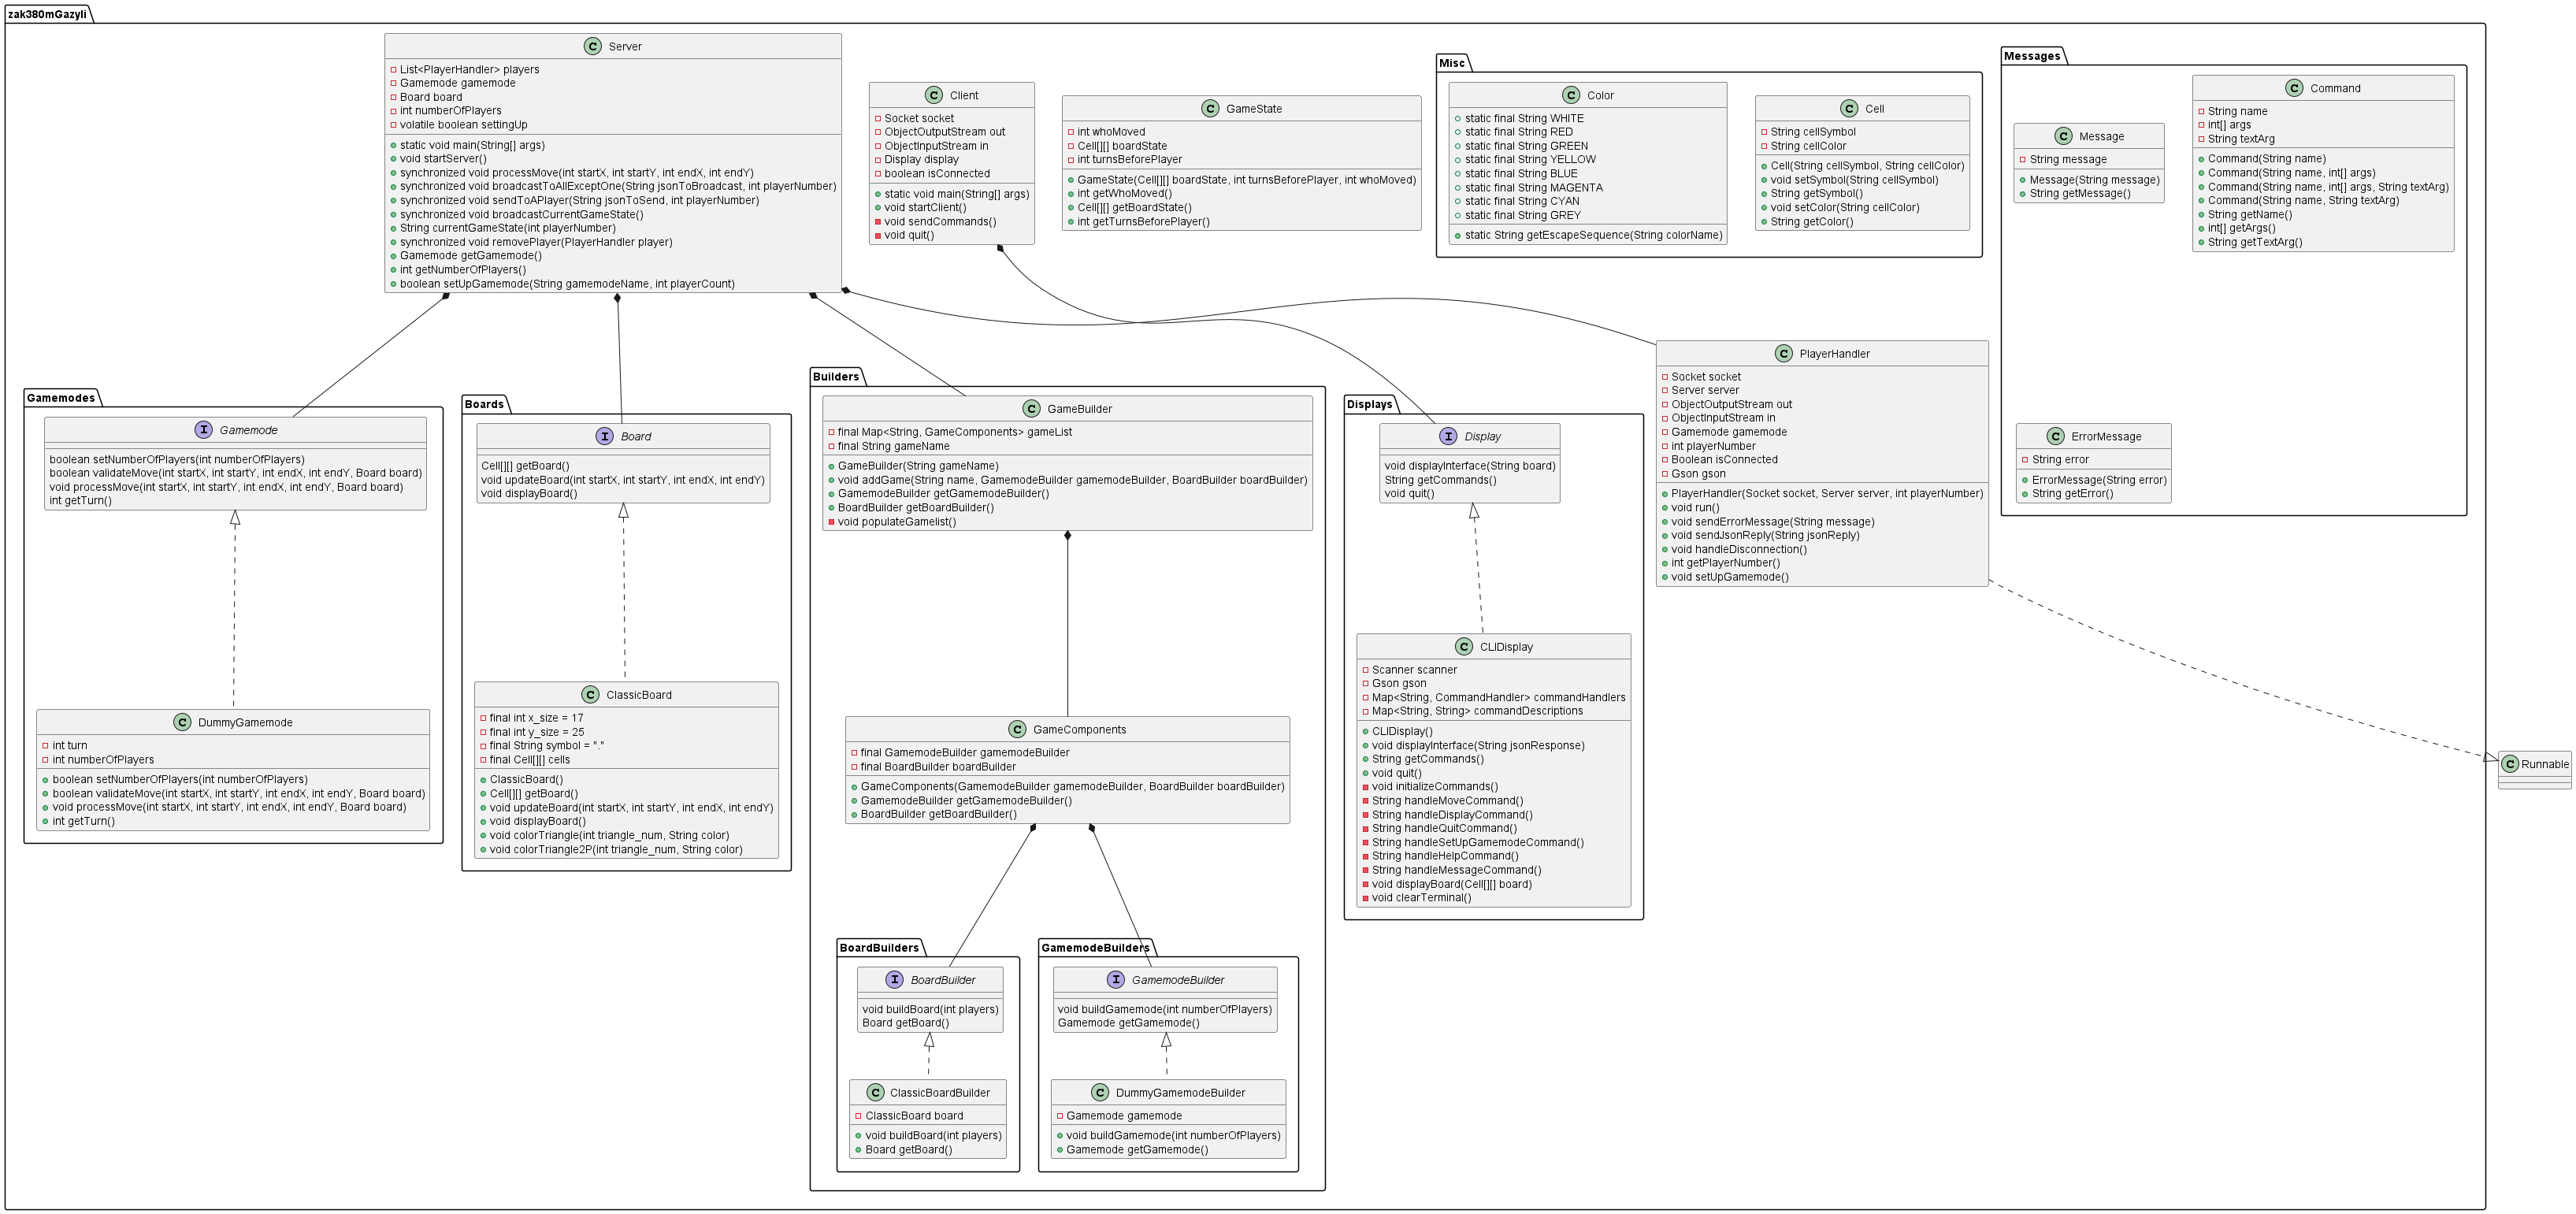 zak380mGazyli
Server
List<PlayerHandler> players
Gamemode gamemode
Board board
int numberOfPlayers
volatile boolean settingUp
static void main(String[] args)
void startServer()
synchronized void processMove(int startX, int startY, int endX, int endY)
synchronized void broadcastToAllExceptOne(String jsonToBroadcast, int playerNumber)
synchronized void sendToAPlayer(String jsonToSend, int playerNumber)
synchronized void broadcastCurrentGameState()
String currentGameState(int playerNumber)
synchronized void removePlayer(PlayerHandler player)
Gamemode getGamemode()
int getNumberOfPlayers()
boolean setUpGamemode(String gamemodeName, int playerCount)
Client
Socket socket
ObjectOutputStream out
ObjectInputStream in
Display display
boolean isConnected
static void main(String[] args)
void startClient()
void sendCommands()
void quit()
GameState
int whoMoved
Cell[][] boardState
int turnsBeforePlayer
GameState(Cell[][] boardState, int turnsBeforePlayer, int whoMoved)
int getWhoMoved()
Cell[][] getBoardState()
int getTurnsBeforePlayer()
Misc
Color
static final String WHITE
static final String RED
static final String GREEN
static final String YELLOW
static final String BLUE
static final String MAGENTA
static final String CYAN
static final String GREY
static String getEscapeSequence(String colorName)
Cell
String cellSymbol
String cellColor
Cell(String cellSymbol, String cellColor)
void setSymbol(String cellSymbol)
String getSymbol()
void setColor(String cellColor)
String getColor()
Messages
Message
String message
Message(String message)
String getMessage()
Command
String name
int[] args
String textArg
Command(String name)
Command(String name, int[] args)
Command(String name, int[] args, String textArg)
Command(String name, String textArg)
String getName()
int[] getArgs()
String getTextArg()
ErrorMessage
String error
ErrorMessage(String error)
String getError()
Gamemodes
Gamemode
boolean setNumberOfPlayers(int numberOfPlayers)
boolean validateMove(int startX, int startY, int endX, int endY, Board board)
void processMove(int startX, int startY, int endX, int endY, Board board)
int getTurn()
DummyGamemode
int turn
int numberOfPlayers
boolean setNumberOfPlayers(int numberOfPlayers)
boolean validateMove(int startX, int startY, int endX, int endY, Board board)
void processMove(int startX, int startY, int endX, int endY, Board board)
int getTurn()
Boards
Board
Cell[][] getBoard()
void updateBoard(int startX, int startY, int endX, int endY)
void displayBoard()
ClassicBoard
final int x_size = 17
final int y_size = 25
final String symbol = "."
final Cell[][] cells
ClassicBoard()
Cell[][] getBoard()
void updateBoard(int startX, int startY, int endX, int endY)
void displayBoard()
void colorTriangle(int triangle_num, String color)
void colorTriangle2P(int triangle_num, String color)
Builders
GameBuilder
final Map<String, GameComponents> gameList
final String gameName
GameBuilder(String gameName)
void addGame(String name, GamemodeBuilder gamemodeBuilder, BoardBuilder boardBuilder)
GamemodeBuilder getGamemodeBuilder()
BoardBuilder getBoardBuilder()
void populateGamelist()
GameComponents
final GamemodeBuilder gamemodeBuilder
final BoardBuilder boardBuilder
GameComponents(GamemodeBuilder gamemodeBuilder, BoardBuilder boardBuilder)
GamemodeBuilder getGamemodeBuilder()
BoardBuilder getBoardBuilder()
BoardBuilders
BoardBuilder
void buildBoard(int players)
Board getBoard()
ClassicBoardBuilder
ClassicBoard board
void buildBoard(int players)
Board getBoard()
GamemodeBuilders
GamemodeBuilder
void buildGamemode(int numberOfPlayers)
Gamemode getGamemode()
DummyGamemodeBuilder
Gamemode gamemode
void buildGamemode(int numberOfPlayers)
Gamemode getGamemode()
Displays
Display
void displayInterface(String board)
String getCommands()
void quit()
CLIDisplay
Scanner scanner
Gson gson
Map<String, CommandHandler> commandHandlers
Map<String, String> commandDescriptions
CLIDisplay()
void displayInterface(String jsonResponse)
String getCommands()
void quit()
void initializeCommands()
String handleMoveCommand()
String handleDisplayCommand()
String handleQuitCommand()
String handleSetUpGamemodeCommand()
String handleHelpCommand()
String handleMessageCommand()
void displayBoard(Cell[][] board)
void clearTerminal()
PlayerHandler
Socket socket
Server server
ObjectOutputStream out
ObjectInputStream in
Gamemode gamemode
int playerNumber
Boolean isConnected
Gson gson
PlayerHandler(Socket socket, Server server, int playerNumber)
void run()
void sendErrorMessage(String message)
void sendJsonReply(String jsonReply)
void handleDisconnection()
int getPlayerNumber()
void setUpGamemode()
Runnable